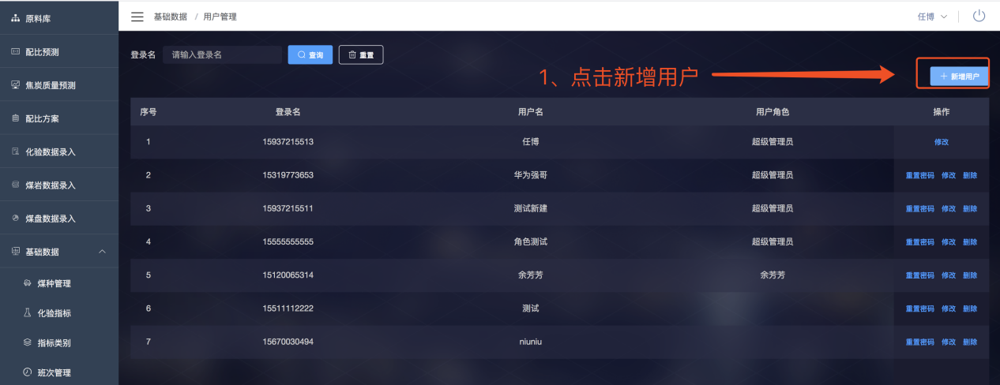 原料库
配比预测
焦炭质量预测
配比方案
化验数据录入
煤岩数据录入
煤盘数据录入
基础数据
煤种管理
化验指标
指标类别
班次管理
基础数据 / 用户管理
任博
登录名 请输入登录名 查询 重置
1、点击新增用户
新增用户
序号 登录名 用户名 用户角色 操作
1 15937215513 任博 超级管理员 修改
2 15319773653 华为强哥 超级管理员 重置密码 修改 删除
3 15937215511 测试新建 超级管理员 重置密码 修改 删除
4 15555555555 角色测试 超级管理员 重置密码 修改 删除
5 15120065314 余芳芳 余芳芳 重置密码 修改 删除
6 15511112222 测试 重置密码 修改 删除
7 15670030494 niuniu 重置密码 修改 删除